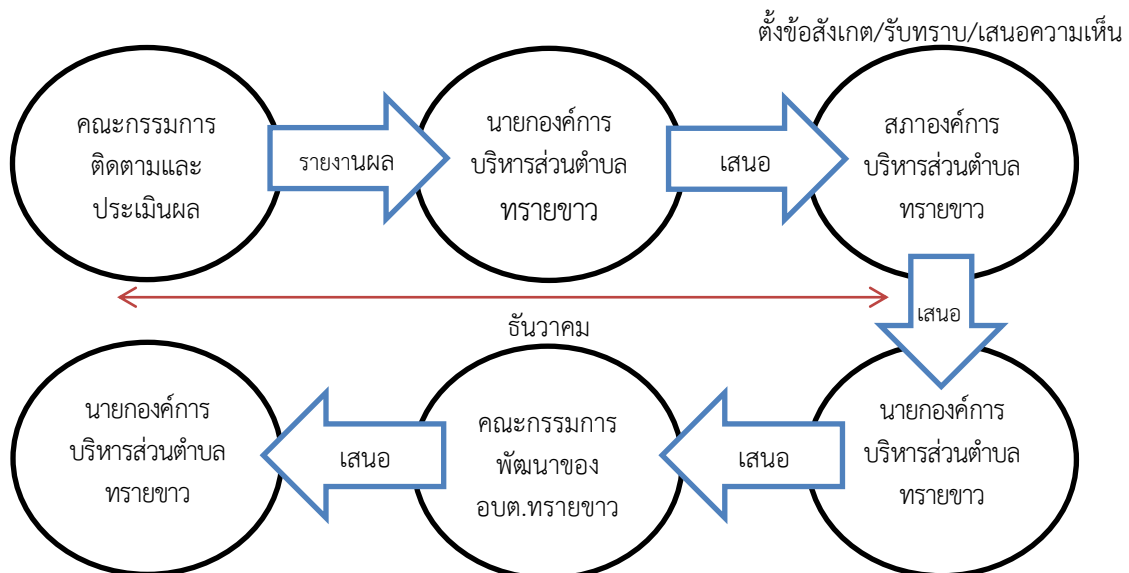 ตั้งข้อสังเกต/รับทราบ/เสนอความเห็น
คณะกรรมการ
ติดตามและ
ประเมินผล
รายงานผล
นายกองค์การ
บริหารส่วนตำบล
ทรายขาว
เสนอ
สภาองค์การ
บริหารส่วนตำบล
ทรายขาว
เสนอ
ธันวาคม
นายกองค์การ
บริหารส่วนตำบล
ทรายขาว
เสนอ
คณะกรรมการ
พัฒนาของ
อบต.ทรายขาว
เสนอ
นายกองค์การ
บริหารส่วนตำบล
ทรายขาว